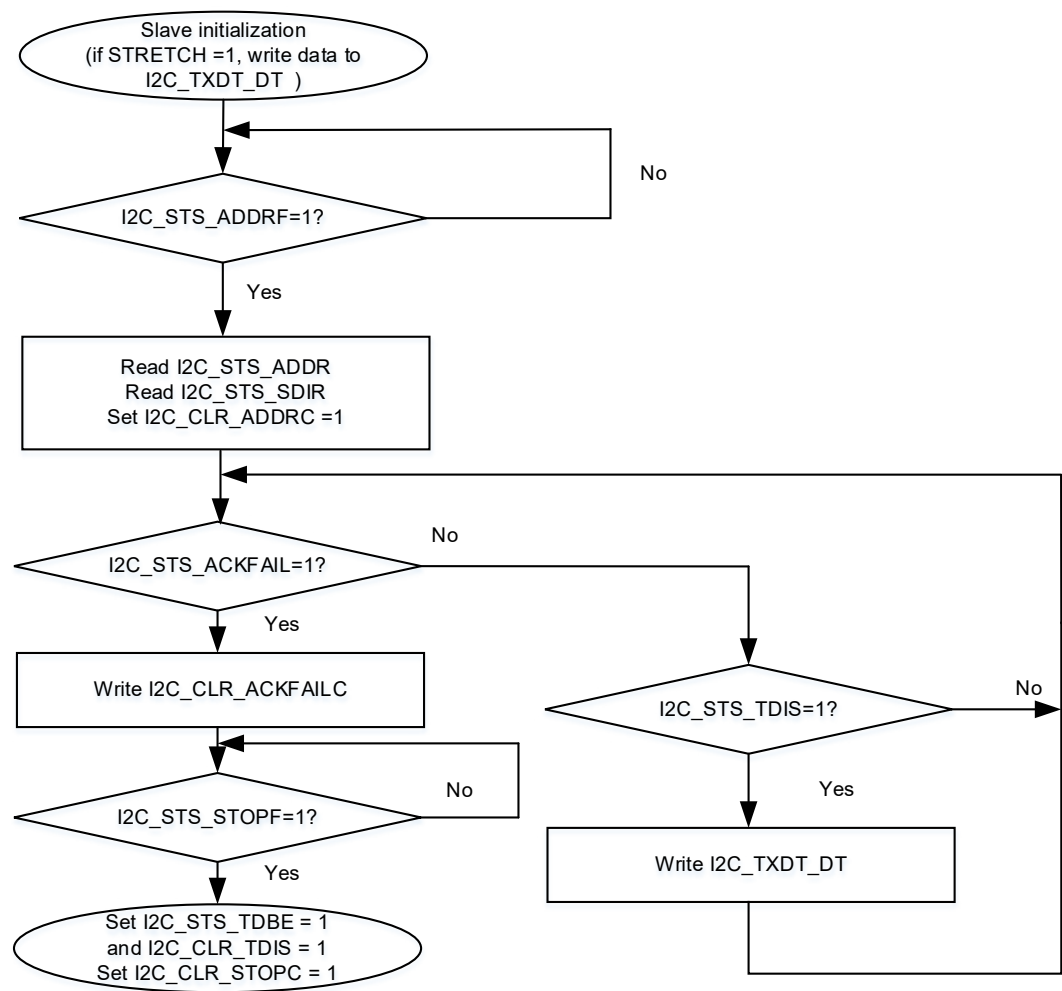 Slave initialization
(if STRETCH =1, write data to
I2C_TXDT_DT  )
No
I2C_STS_ADDRF=1?
Yes
Read I2C_STS_ADDR
Read I2C_STS_SDIR
Set I2C_CLR_ADDRC =1
No
I2C_STS_ACKFAIL=1?
Yes
Write I2C_CLR_ACKFAILC
No
I2C_STS_TDIS=1?
No
I2C_STS_STOPF=1?
Yes
Yes
Write I2C_TXDT_DT
Set I2C_STS_TDBE = 1
and I2C_CLR_TDIS = 1
Set I2C_CLR_STOPC = 1